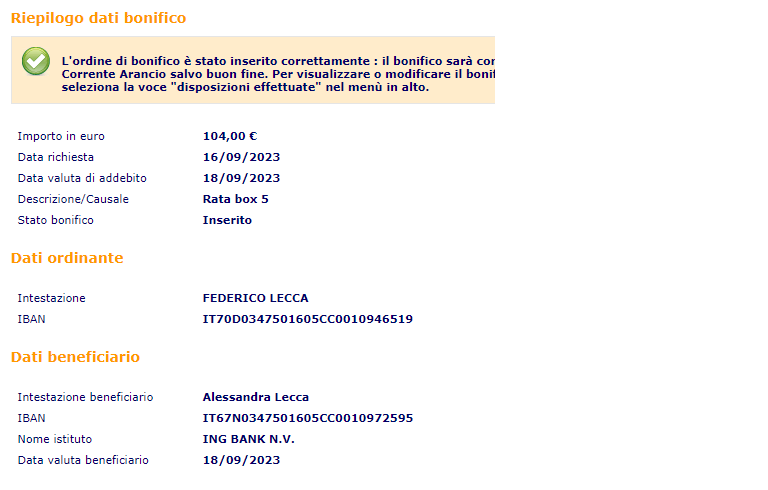 Riepilogo dati bonifico
L'ordine di bonifico è stato inserito correttamente : il bonifico sarà
Corrente Arancio salvo buon fine. Per visualizzare o modificare il
seleziona la voce "disposizioni effettuate" nel menù in alto.
Importo in euro 104,00 €
Data richiesta 16/09/2023
Data valuta di addebito 18/09/2023
Descrizione/Causale Rata box 5
Stato bonifico Inserito
Dati ordinante
Intestazione FEDERICO LECCA
IBAN IT70D0347501605CC0010946519
Dati beneficiario
Intestazione beneficiario Alessandra Lecca
IBAN IT67N0347501605CC0010972595
Nome istituto ING BANK N.V.
Data valuta beneficiario 18/09/2023